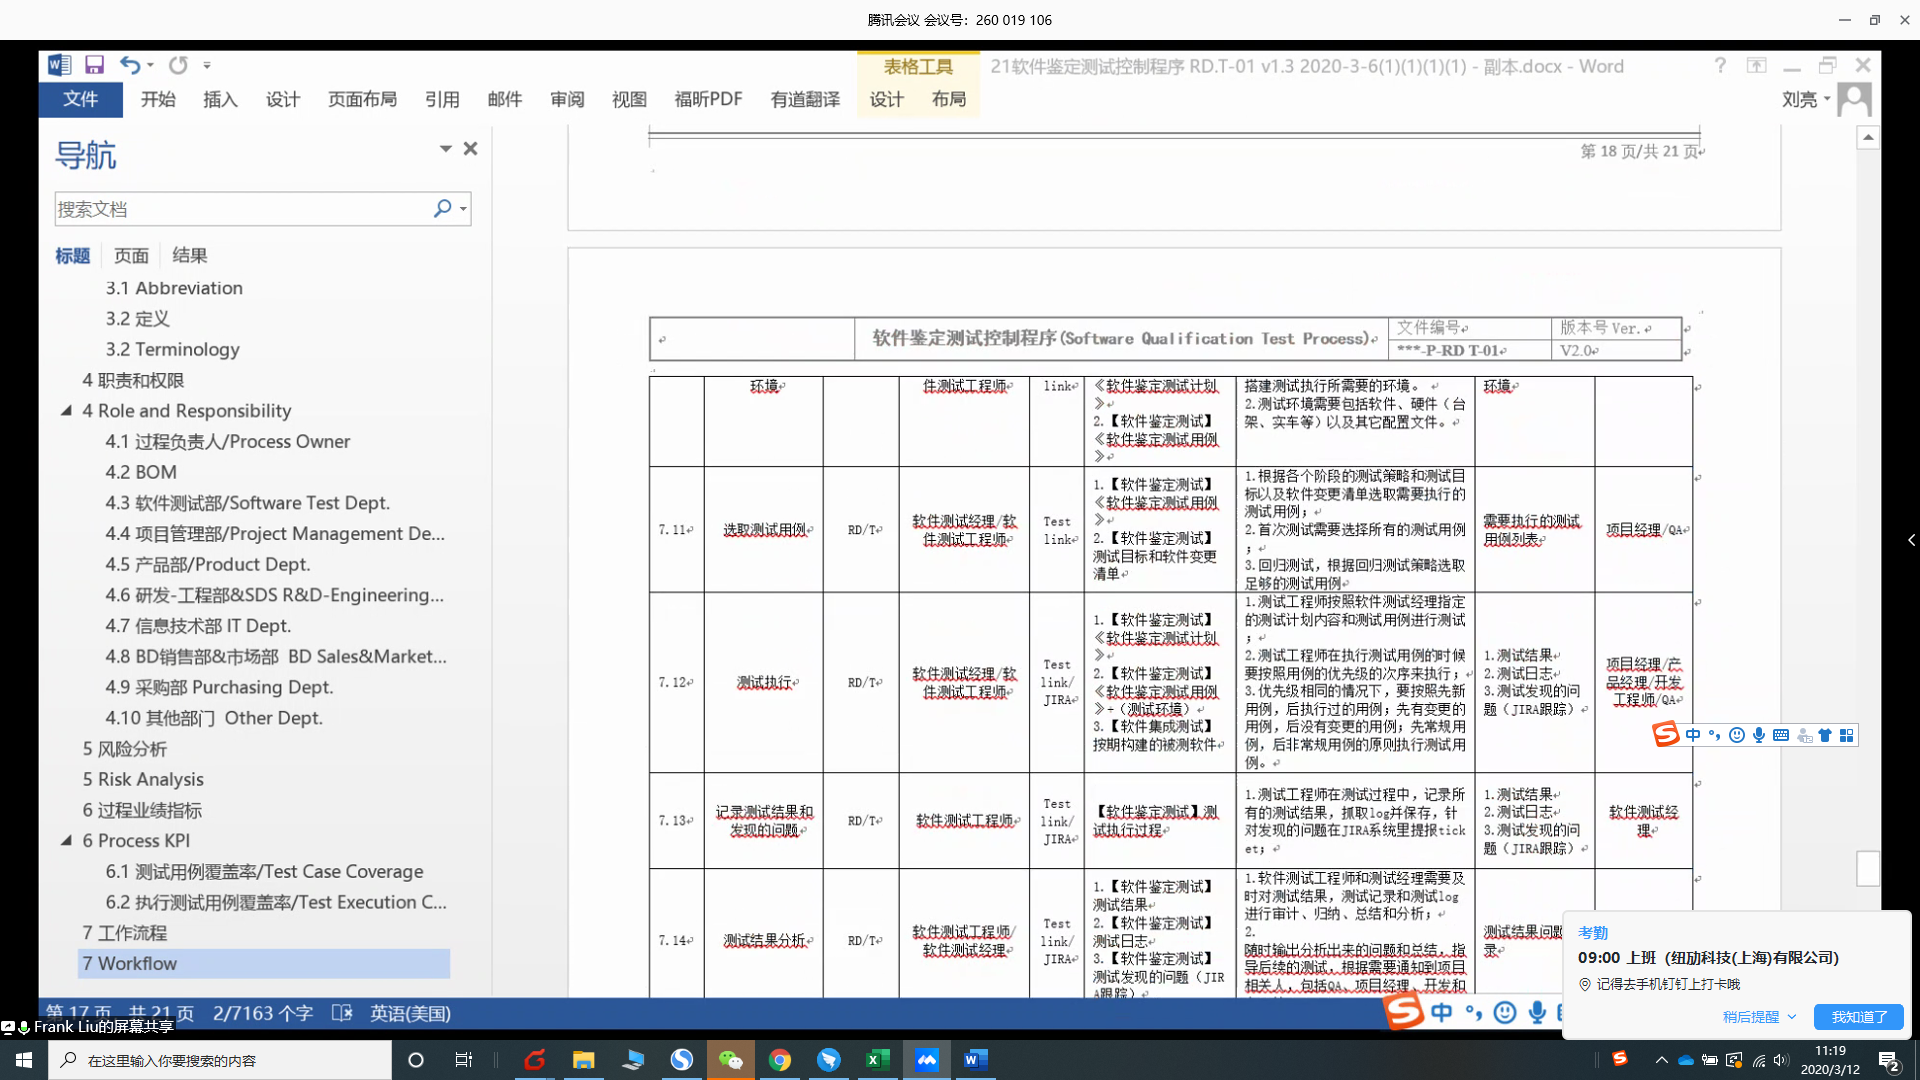 腾讯会议 会议号：260 019 106
表格工具
21软件鉴定测试控制程序 RD.T-01 v1.3 2020-3-6(1)(1)(1)(1) - 副本.docx - Word
文件 开始 插入 设计 页面布局 引用 邮件 审阅 视图 福昕PDF 有道翻译 设计 布局
刘亮
导航
搜索文档
标题 页面 结果
3.1 Abbreviation
3.2 定义
3.2 Terminology
4 职责和权限
4 Role and Responsibility
4.1 过程负责人/Process Owner
4.2 BOM
4.3 软件测试部/Software Test Dept.
4.4 项目管理部/Project Management De...
4.5 产品部/Product Dept.
4.6 研发-工程部&SDS R&D-Engineering...
4.7 信息技术部 IT Dept.
4.8 BD销售部&市场部 BD Sales&Market...
4.9 采购部 Purchasing Dept.
4.10 其他部门 Other Dept.
5 风险分析
5 Risk Analysis
6 过程业绩指标
6 Process KPI
6.1 测试用例覆盖率/Test Case Coverage
6.2 执行测试用例覆盖率/Test Execution C...
7 工作流程
7 Workflow
第 18 页/共 21 页
软件鉴定测试控制程序(Software Qualification Test Process)
文件编号
***-P-RD T-01
版本号 Ver.
V2.0
环境
件测试工程师
link
《软件鉴定测试计划
》
2.【软件鉴定测试】
《软件鉴定测试用例
》
搭建测试执行所需要的环境。
2.测试环境需要包括软件、硬件（台
架、实车等）以及其它配置文件。
环境
7.11
选取测试用例
RD/T
软件测试经理/软
件测试工程师
Test
link
1.【软件鉴定测试】
《软件鉴定测试用例
》
2.【软件鉴定测试】
测试目标和软件变更
清单
1.根据各个阶段的测试策略和测试目
标以及软件变更清单选取需要执行的
测试用例；
2.首次测试需要选择所有的测试用例
；
3.回归测试，根据回归测试策略选取
足够的测试用例
需要执行的测试
用例列表
项目经理/QA
7.12
测试执行
RD/T
软件测试经理/软
件测试工程师
Test
link/
JIRA
1.【软件鉴定测试】
《软件鉴定测试计划
》
2.【软件鉴定测试】
《软件鉴定测试用例
》+（测试环境）
3.【软件集成测试】
按期构建的被测软件
1.测试工程师按照软件测试经理指定
的测试计划内容和测试用例进行测试
；
2.测试工程师在执行测试用例的时候
要按照用例的优先级的次序来执行；
3.优先级相同的情况下，要按照先新
用例，后执行过的用例；先有变更的
用例，后没有变更的用例；先常规用
例，后非常规用例的原则执行测试用
例。
1.测试结果
2.测试日志
3.测试发现的问
题（JIRA跟踪）
项目经理/产
品经理/开发
工程师/QA
7.13
记录测试结果和
发现的问题
RD/T
软件测试工程师
Test
link/
JIRA
【软件鉴定测试】测
试执行过程
1.测试工程师在测试过程中，记录所
有的测试结果，抓取log并保存，针
对发现的问题在JIRA系统里提报tick
et；
1.测试结果
2.测试日志
3.测试发现的问
题（JIRA跟踪）
软件测试经
理
7.14
测试结果分析
RD/T
软件测试工程师/
软件测试经理
Test
link/
JIRA
1.【软件鉴定测试】
测试结果
2.【软件鉴定测试】
测试日志
3.【软件鉴定测试】
测试发现的问题（JIR
A跟踪）
1.软件测试工程师和测试经理需要及
时对测试结果，测试记录和测试log
进行审计、归纳、总结和分析；
2.
随时输出分析出来的问题和总结，指
导后续的测试，根据需要通知到项目
相关人，包括QA、项目经理、开发和
测试结果问题
录
中
考勤
09:00 上班（纽劢科技(上海)有限公司)
记得去手机钉钉上打卡哦
稍后提醒
我知道了
第 17 页，共 21 页 2/7163 个字 英语(美国)
中
Frank Liu的屏幕共享
在这里输入你要搜索的内容
11:19
2020/3/12
2